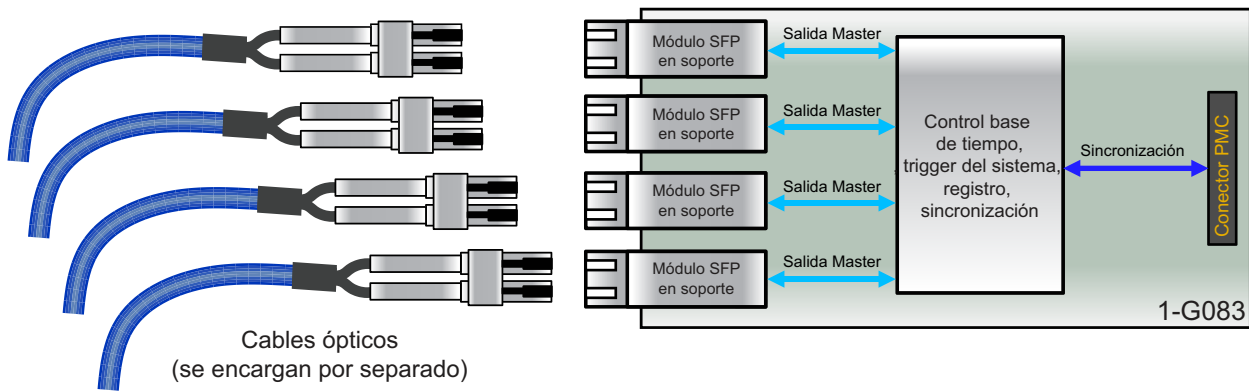 Módulo SFP
en soporte
Salida Master
Módulo SFP
en soporte
Salida Master
Módulo SFP
en soporte
Salida Master
Módulo SFP
en soporte
Salida Master
Control base
de tiempo,
trigger del sistema,
registro,
sincronización
Sincronización
Conector PMC
1-G083
Cables ópticos
(se encargan por separado)